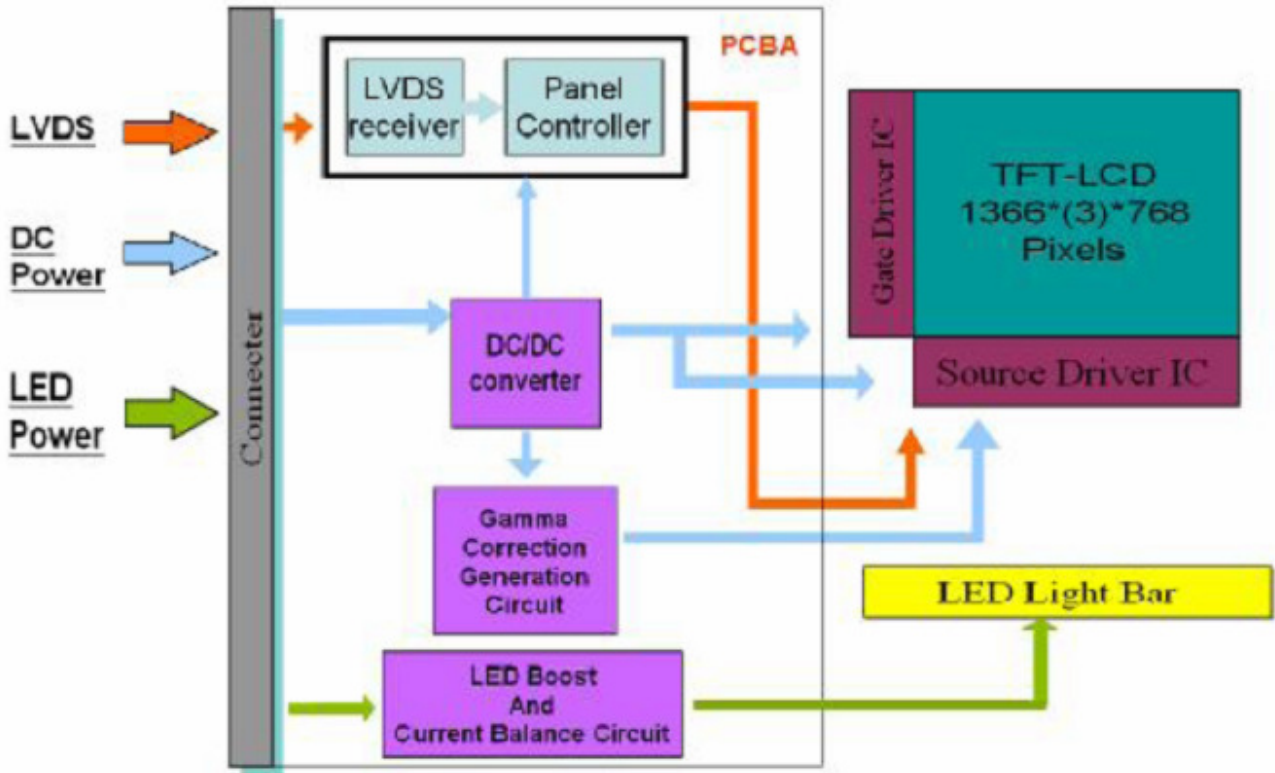 PCBA
LVDS
receiver
Panel
Controller
LVDS
DC
Power
LED
Power
Connecter
DC/DC
converter
Gamma
Correction
Generation
Circuit
LED Boost
And
Current Balance Circuit
Gate Driver IC
TFT-LCD
1366*(3)*768
Pixels
Source Driver IC
LED Light Bar